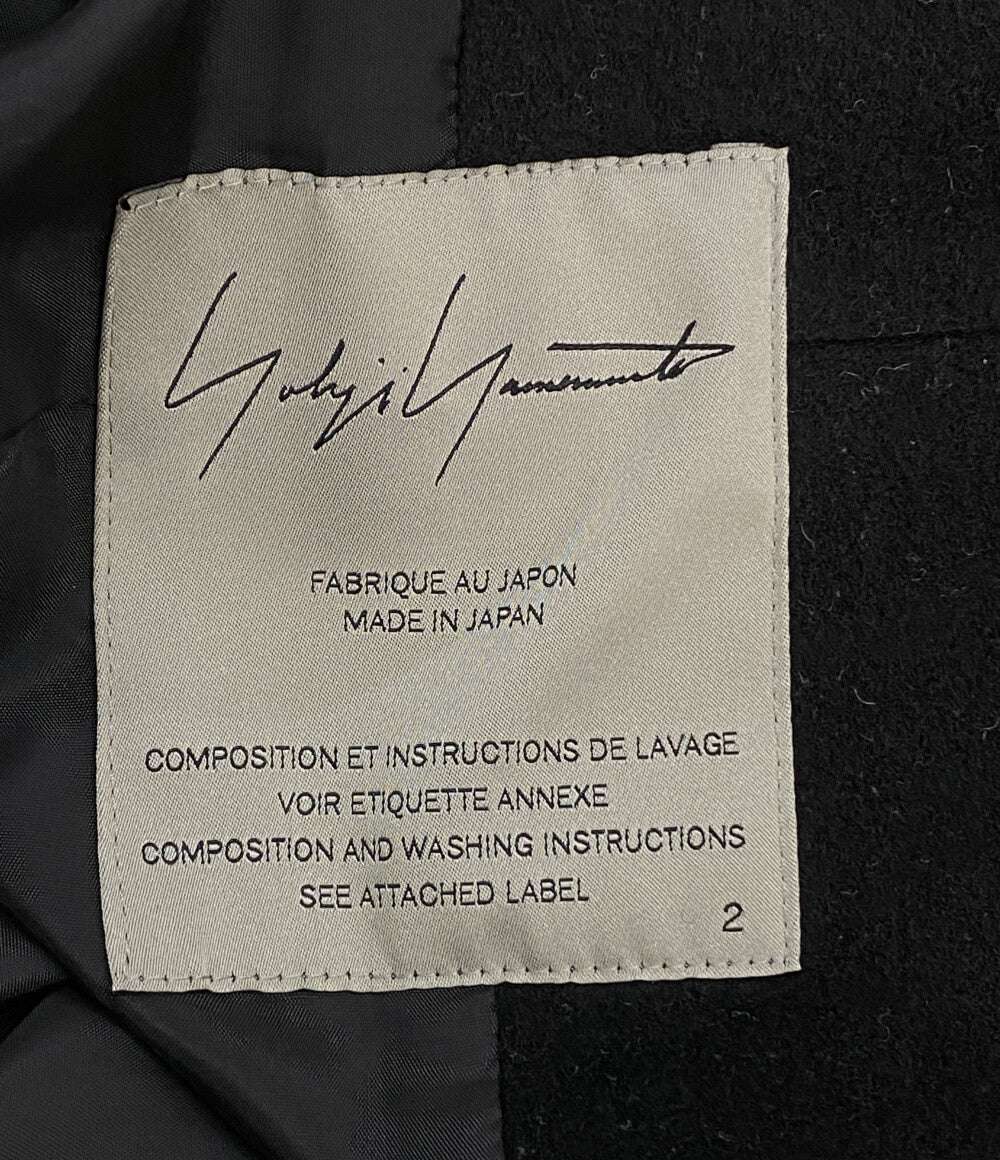 Yohji Yamamoto
FABRIQUE AU JAPON
MADE IN JAPAN
COMPOSITION ET INSTRUCTIONS DE LAVAGE
VOIR ETIQUETTE ANNEXE
COMPOSITION AND WASHING INSTRUCTIONS
SEE ATTACHED LABEL
2